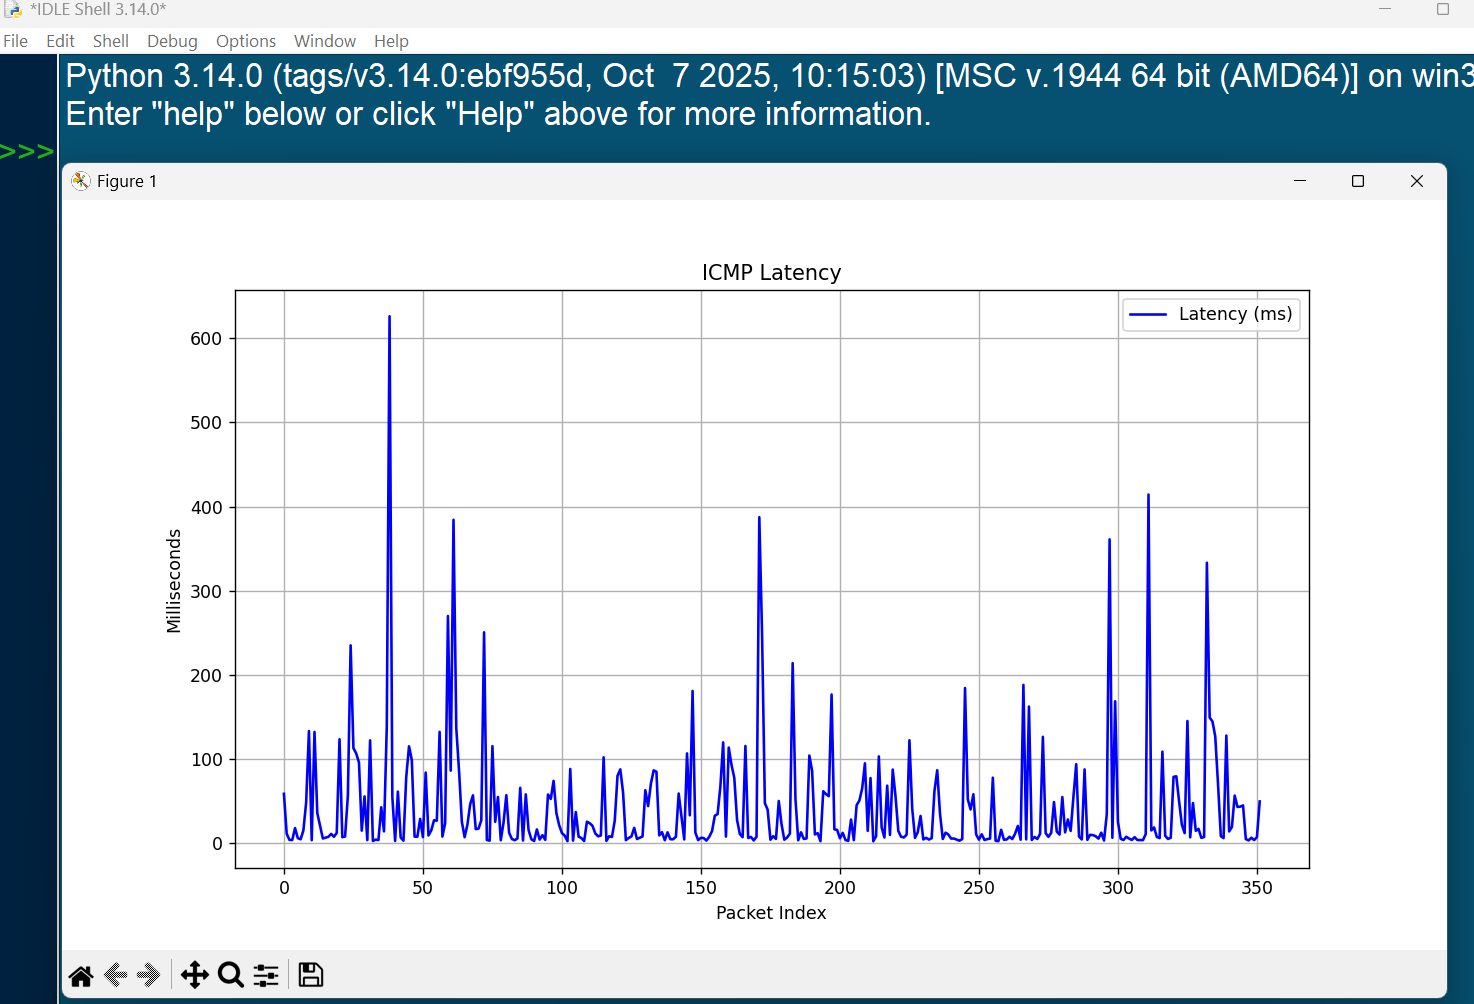 *IDLE Shell 3.14.0*
File Edit Shell Debug Options Window Help
Python 3.14.0 (tags/v3.14.0:ebf955d, Oct  7 2025, 10:15:03) [MSC v.1944 64 bit (AMD64)] on win3
Enter "help" below or click "Help" above for more information.
>>>
Figure 1
ICMP Latency
Latency (ms)
600
500
400
300
200
100
0
Milliseconds
0 50 100 150 200 250 300 350
Packet Index